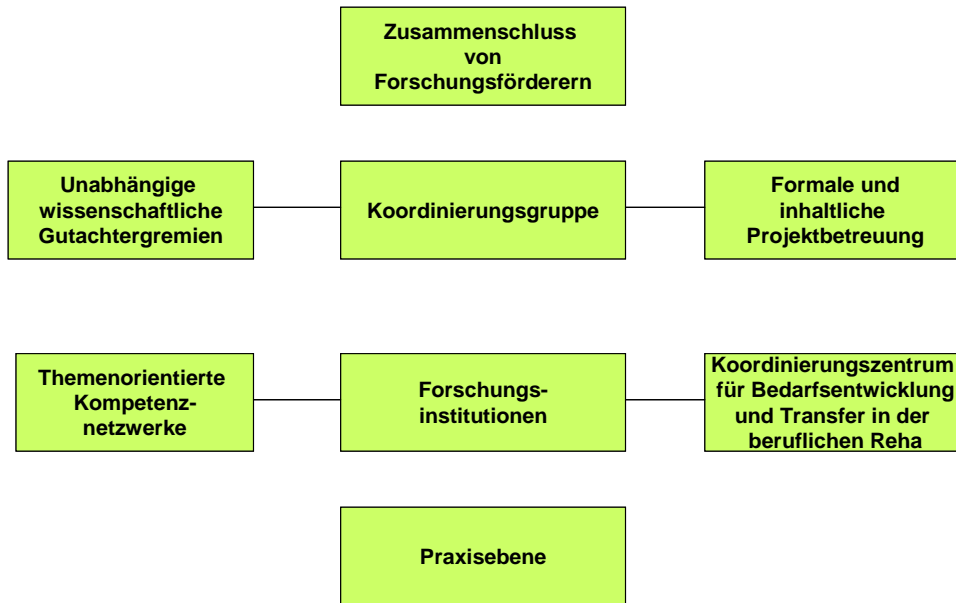 Zusammenschluss
von
Forschungsförderern
Unabhängige
wissenschaftliche
Gutachtergremien
Koordinierungsgruppe
Formale und
inhaltliche
Projektbetreuung
Themenorientierte
Kompetenz-
netzwerke
Forschungs-
institutionen
Koordinierungszentrum
für Bedarfsentwicklung
und Transfer in der
beruflichen Reha
Praxisebene